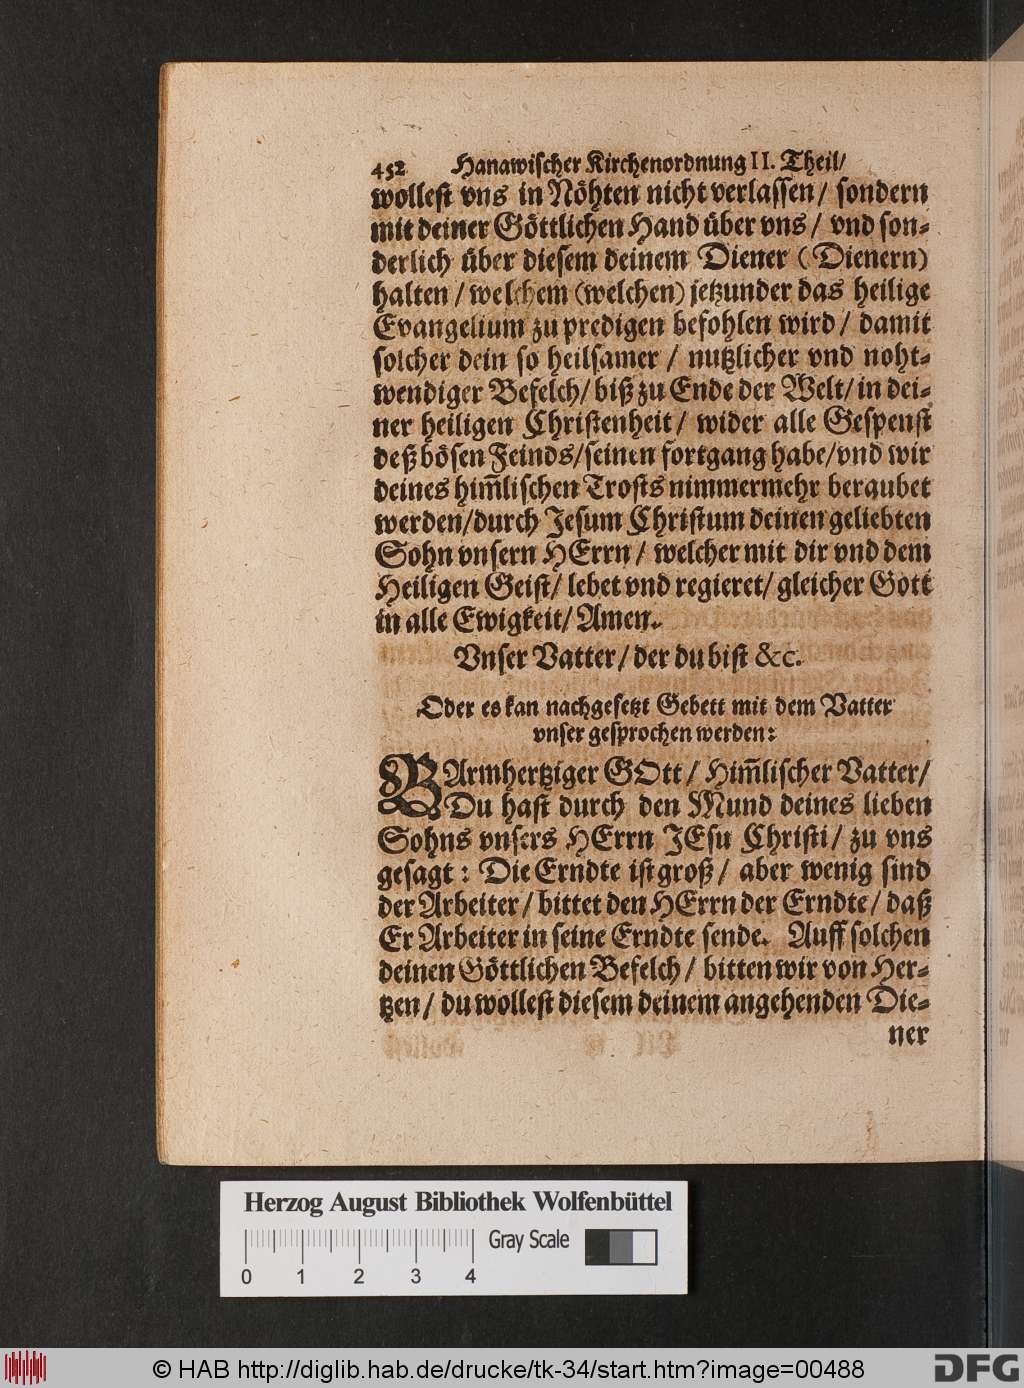 452 Hanawischer Kirchenordnung II. Theil/
wollest vns in Nöhten nicht verlassen/ sondern
mit deiner Göttlichen Hand über vns/ vnd son-
derlich über diesem deinem Diener (Dienern)
halten/ welchem (welchen) jetzunder das heilige
Evangelium zu predigen befohlen wird/ damit
solcher dein so heilsamer/ nutzlicher vnd noht-
wendiger Befelch/ biß zu Ende der Welt/ in dei-
ner heiligen Christenheit/ wider alle Gespenst
deß bösen Feinds/ seinen fortgang habe/ vnd wir
deines him̃lischen Trosts nimmermehr beraubet
werden/ durch Jesum Christum deinen geliebten
Sohn vnsern HErrn/ welcher mit dir vnd dem
Heiligen Geist/ lebet vnd regieret/ gleicher Gott
in alle Ewigkeit/ Amen.
Vnser Vatter/ der du bist &c.
Oder es kan nachgesetzt Gebett mit dem Vatter
vnser gesprochen werden:
BArmhertziger GOtt/ Him̃lischer Vatter/
Du hast durch den Mund deines lieben
Sohns vnsers HErrn JEsu Christi/ zu vns
gesagt: Die Erndte ist groß/ aber wenig sind
der Arbeiter/ bittet den HErrn der Erndte/ daß
Er Arbeiter in seine Erndte sende. Auff solchen
deinen Göttlichen Befelch/ bitten wir von Her-
tzen/ du wollest diesem deinem angehenden Die-
ner
Herzog August Bibliothek Wolfenbüttel
Gray Scale
0 1 2 3 4
© HAB http://diglib.hab.de/drucke/tk-34/start.htm?image=00488
DFG